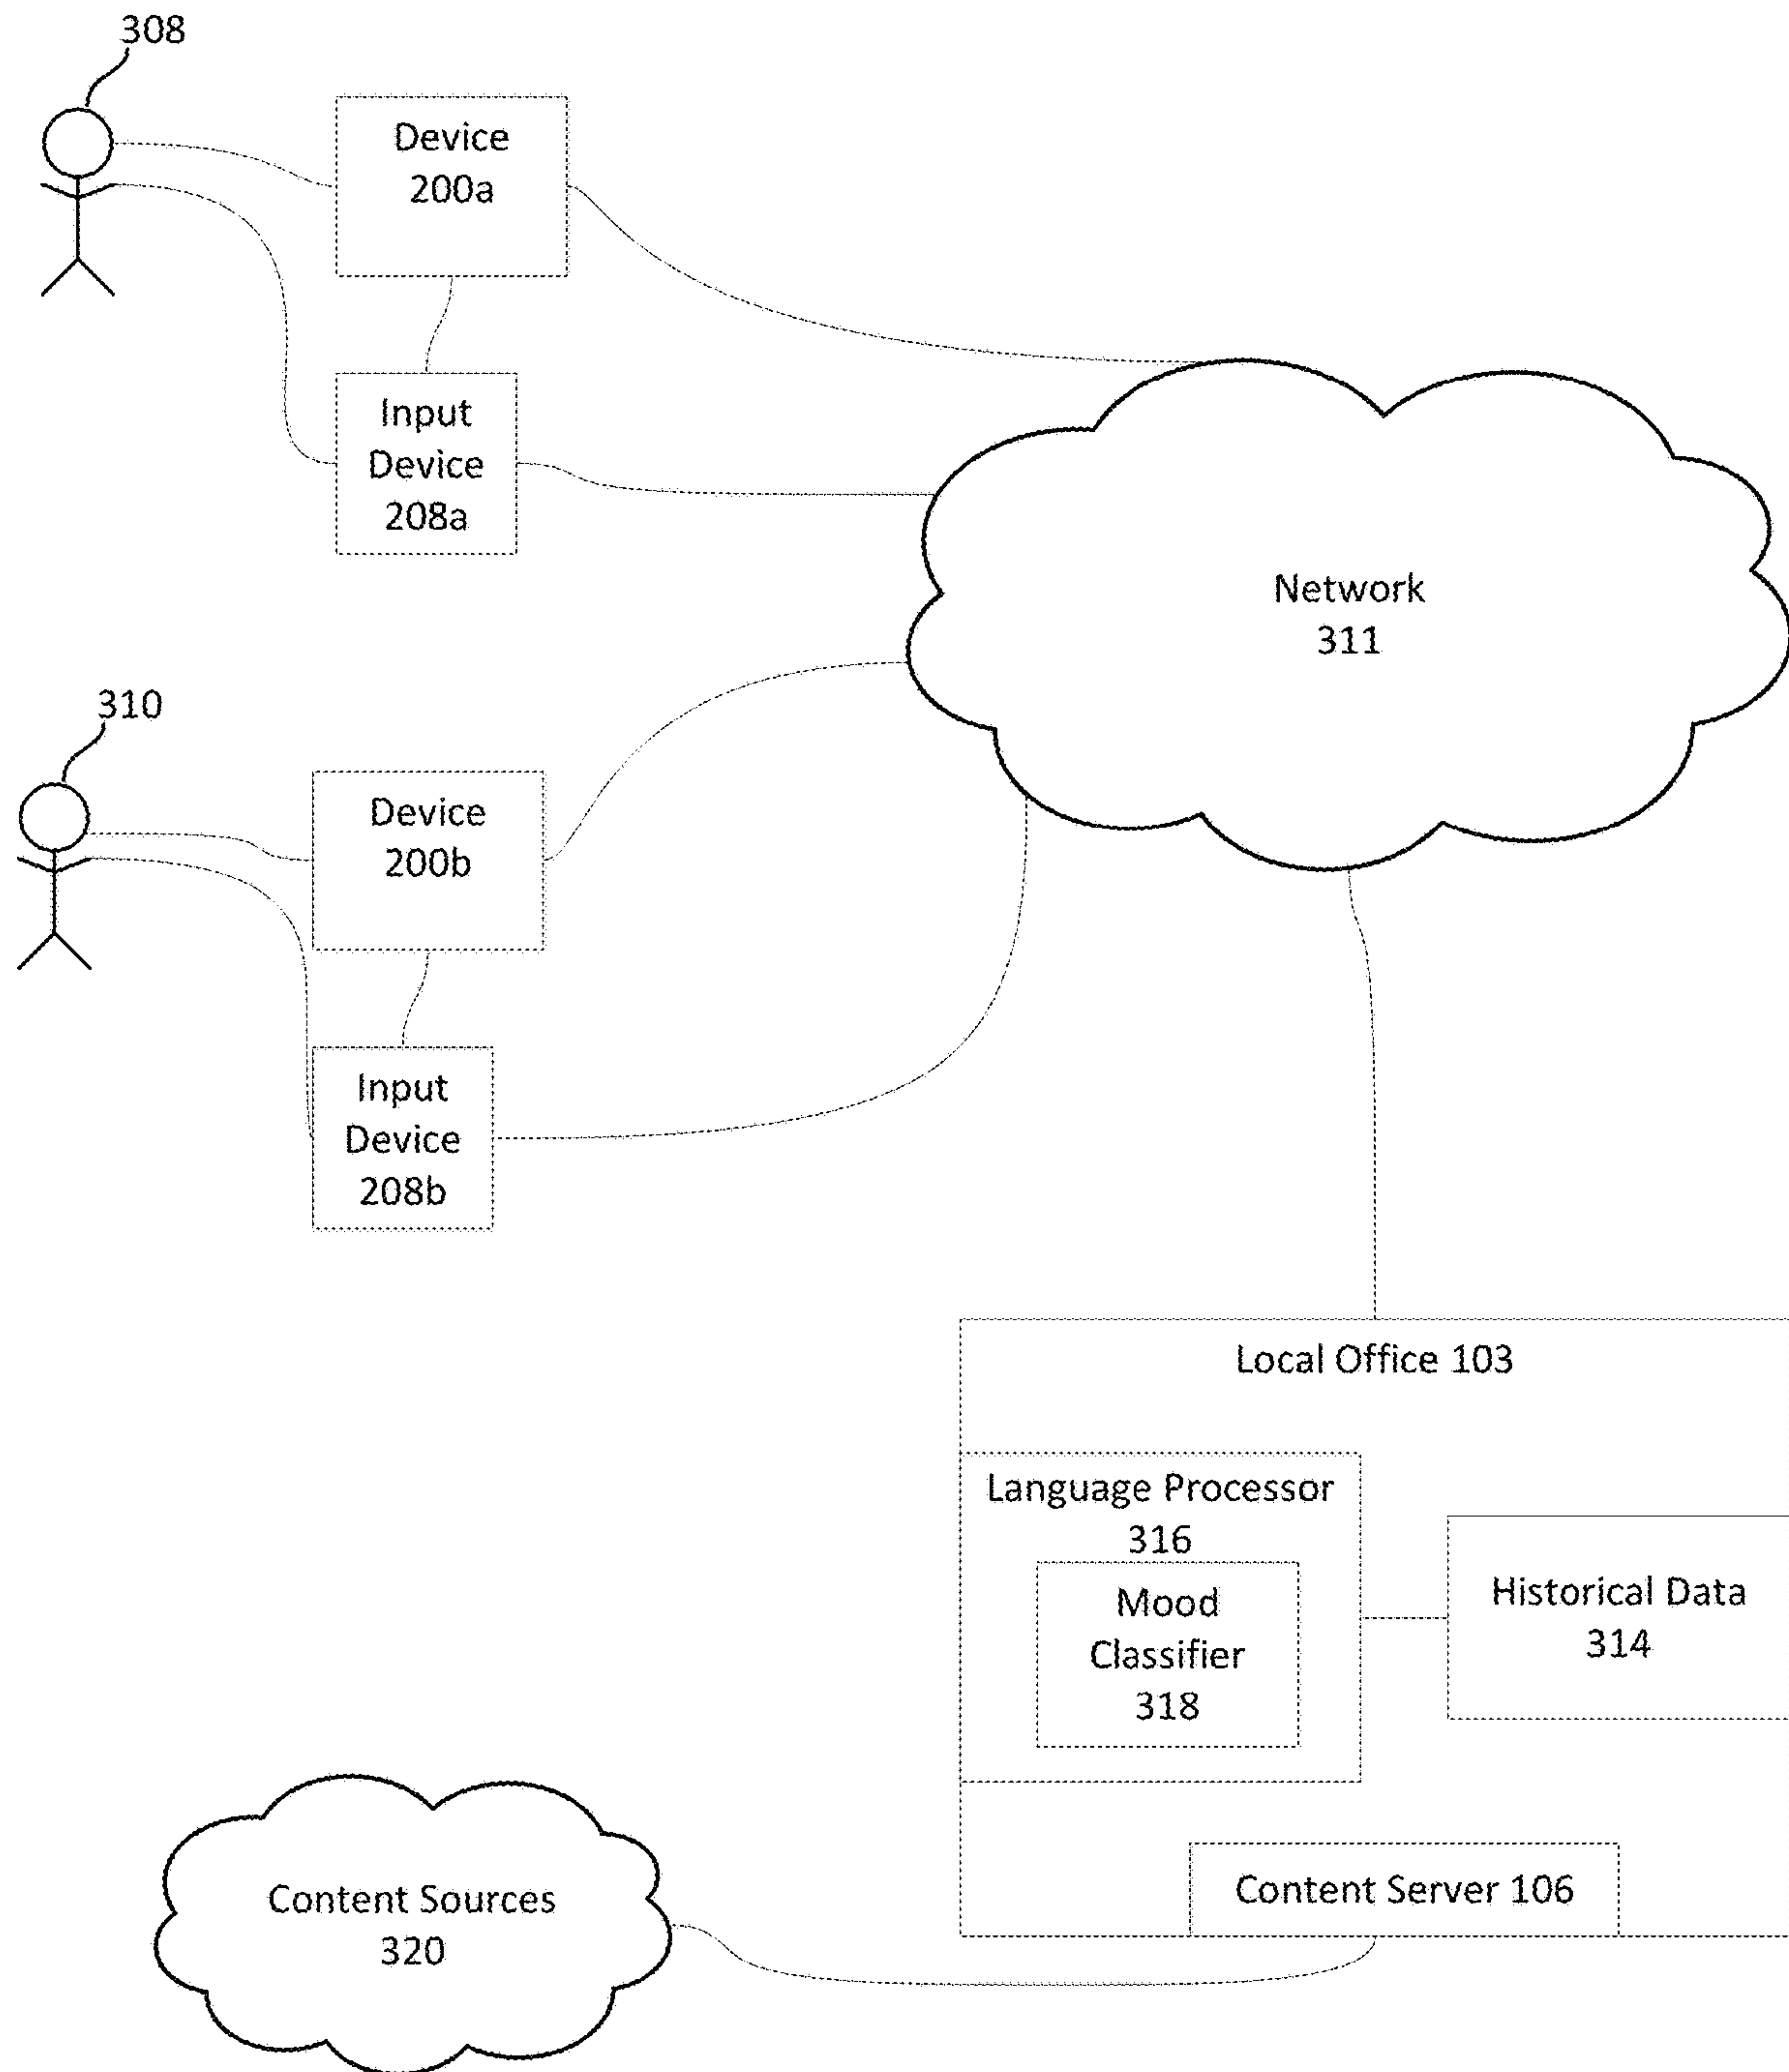 308
Device
200a
Input
Device
208a
Network
311
310
Device
200b
Input
Device
208b
Local Office 103
Language Processor
316
Mood
Classifier
318
Historical Data
314
Content Server 106
Content Sources
320